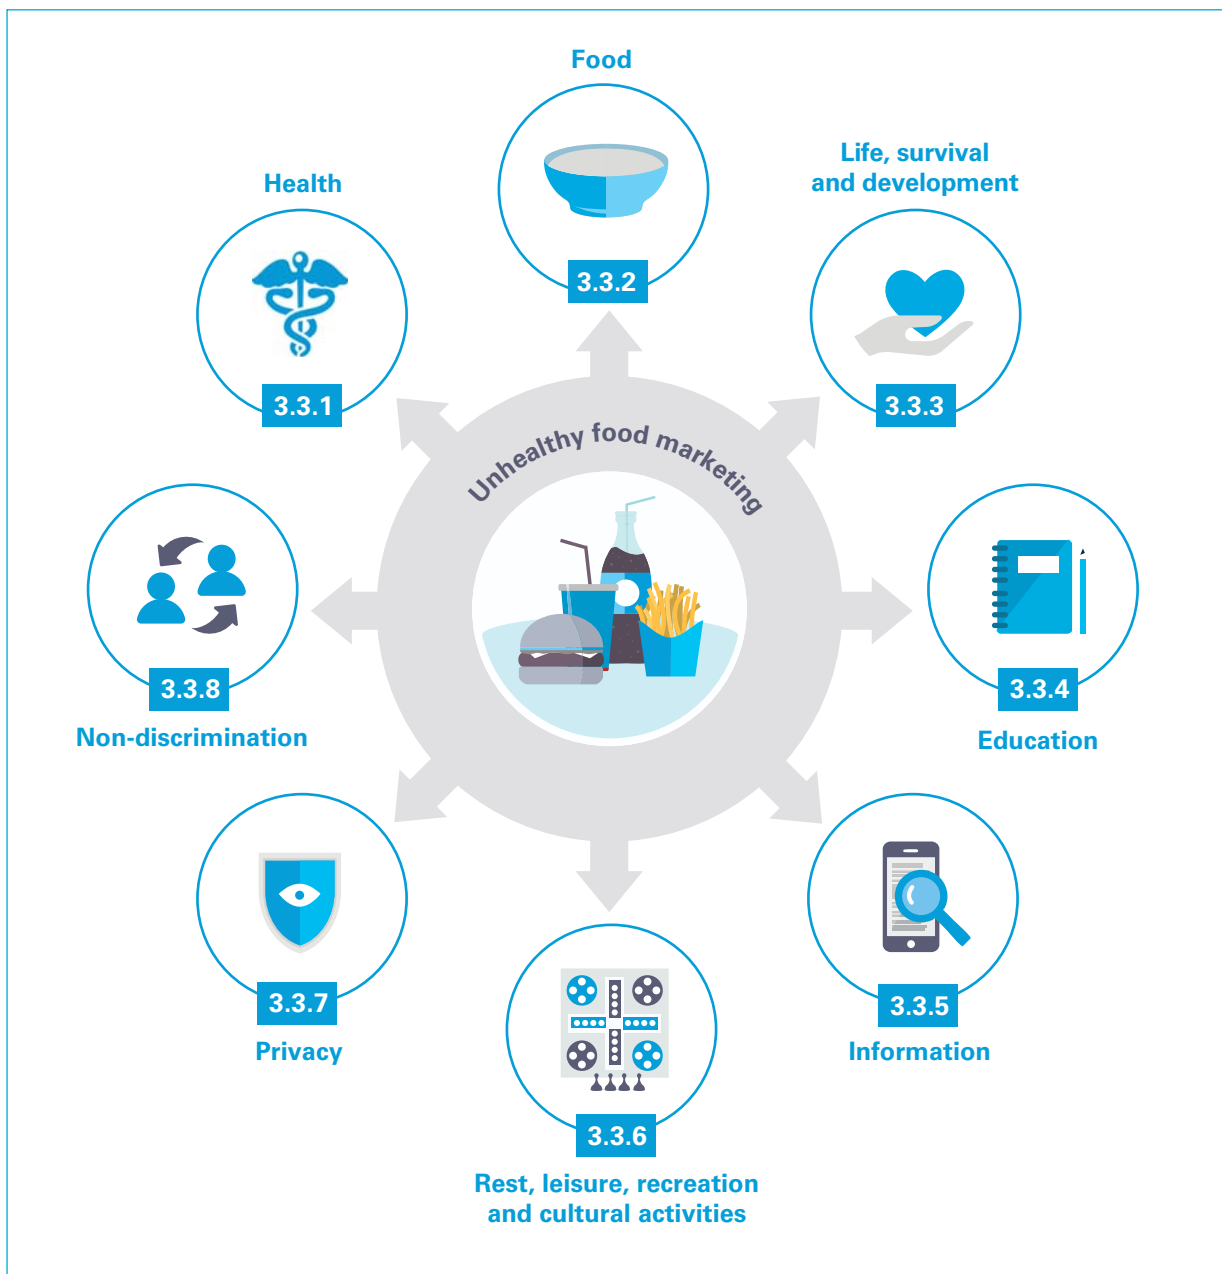 Food
3.3.2
Life, survival
and development
3.3.3
Health
3.3.1
Unhealthy food marketing
3.3.8
Non-discrimination
3.3.4
Education
3.3.7
Privacy
3.3.5
Information
3.3.6
Rest, leisure, recreation
and cultural activities